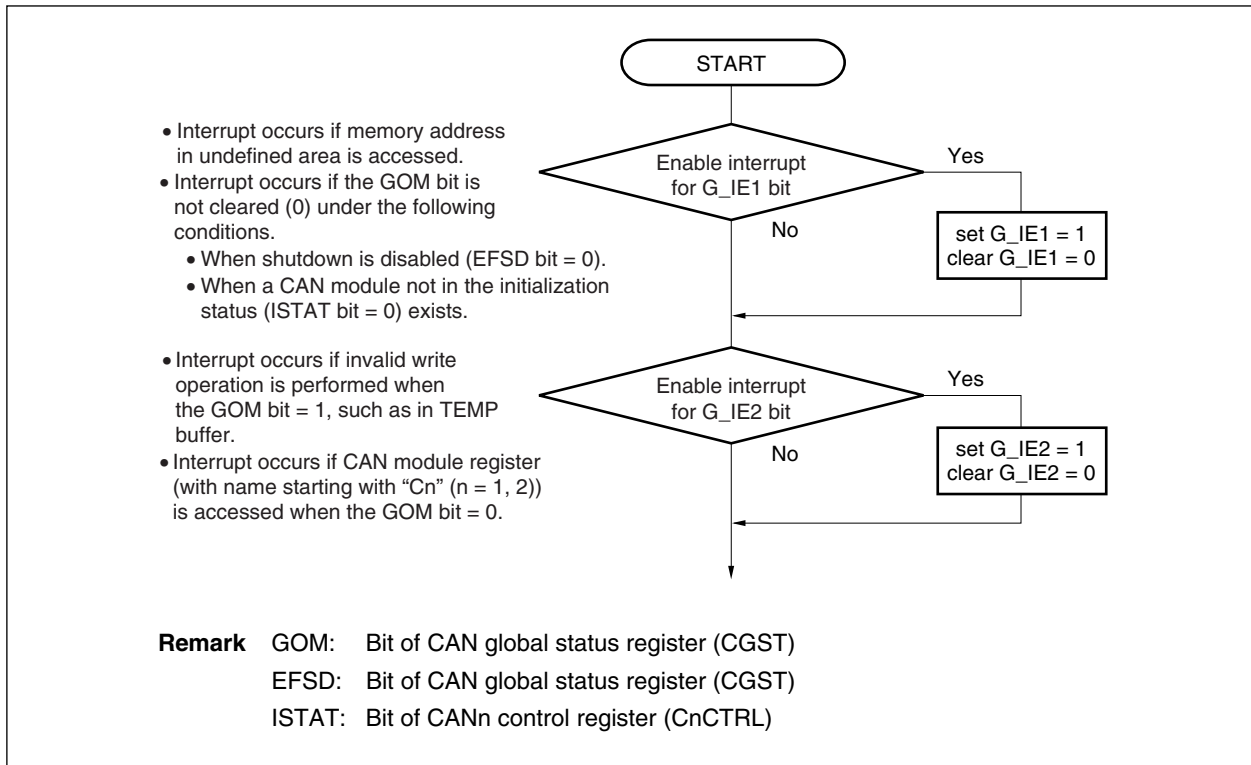 START
• Interrupt occurs if memory address
in undefined area is accessed.
• Interrupt occurs if the GOM bit is
not cleared (0) under the following
conditions.
• When shutdown is disabled (EFSD bit = 0).
• When a CAN module not in the initialization
status (ISTAT bit = 0) exists.
Enable interrupt
for G_IE1 bit
Yes
No
set G_IE1 = 1
clear G_IE1 = 0
• Interrupt occurs if invalid write
operation is performed when
the GOM bit = 1, such as in TEMP
buffer.
• Interrupt occurs if CAN module register
(with name starting with “Cn” (n = 1, 2))
is accessed when the GOM bit = 0.
Enable interrupt
for G_IE2 bit
Yes
No
set G_IE2 = 1
clear G_IE2 = 0
Remark GOM: Bit of CAN global status register (CGST)
EFSD: Bit of CAN global status register (CGST)
ISTAT: Bit of CANn control register (CnCTRL)